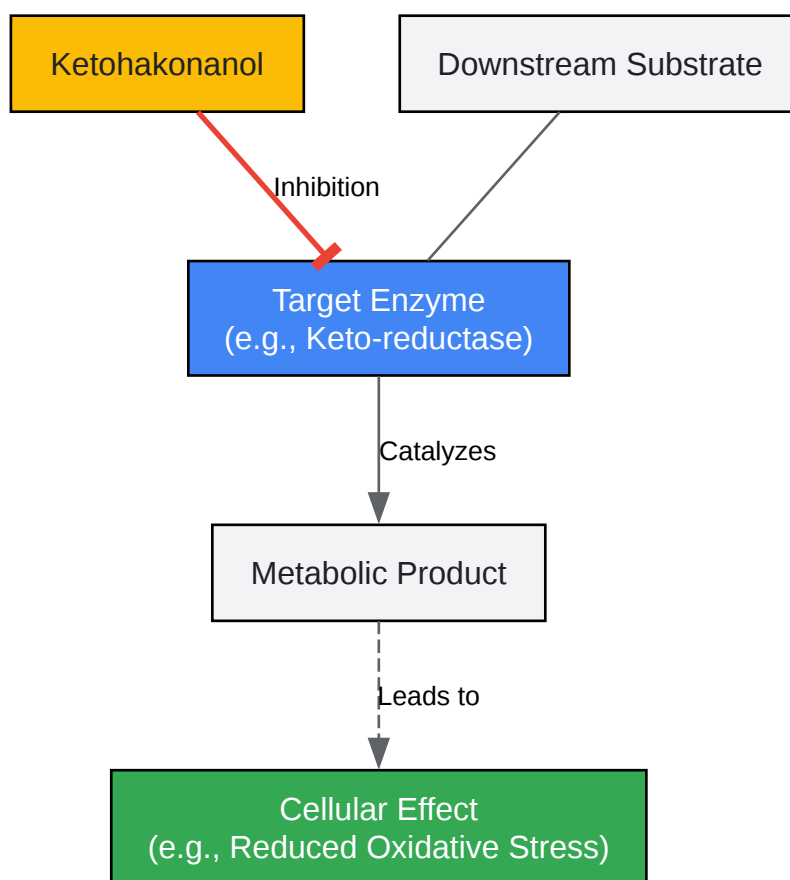 Ketohakonanol
Downstream Substrate
Inhibition
Target Enzyme
(e.g., Keto-reductase)
Catalyzes
Metabolic Product
Leads to
Cellular Effect
(e.g., Reduced Oxidative Stress)